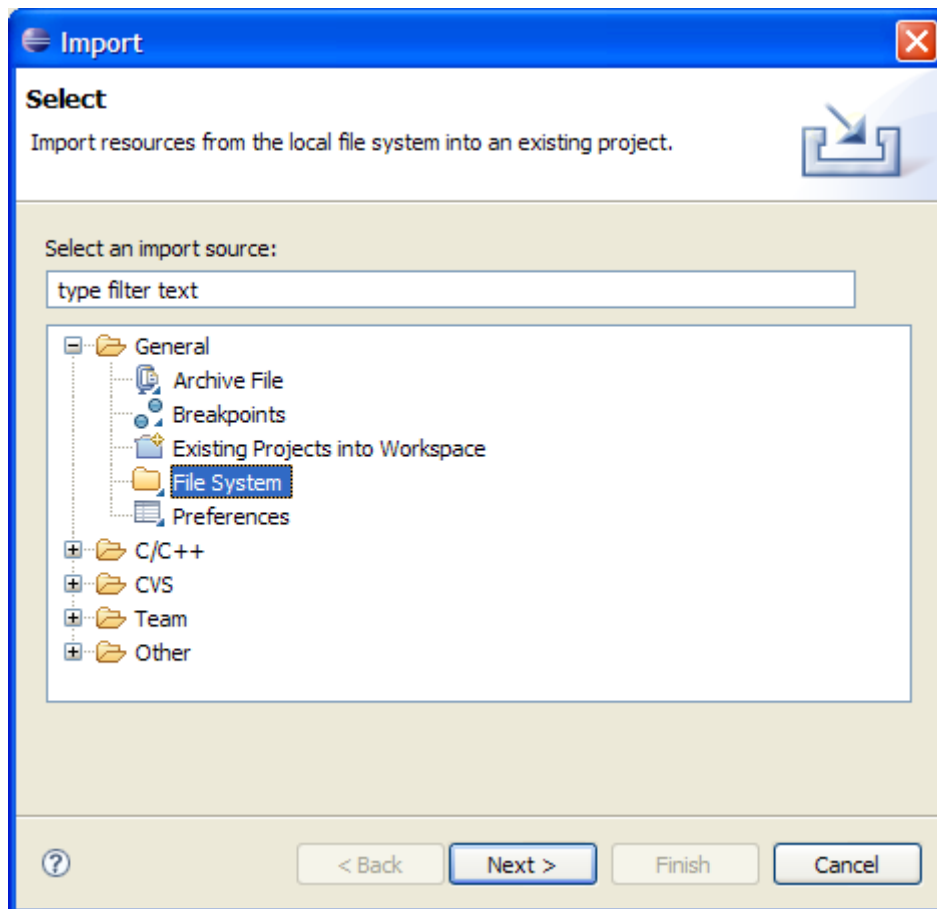 Import
Select
Import resources from the local file system into an existing project.
Select an import source:
type filter text
General
Archive File
Breakpoints
Existing Projects into Workspace
File System
Preferences
C/C++
CVS
Team
Other
< Back Next > Finish Cancel